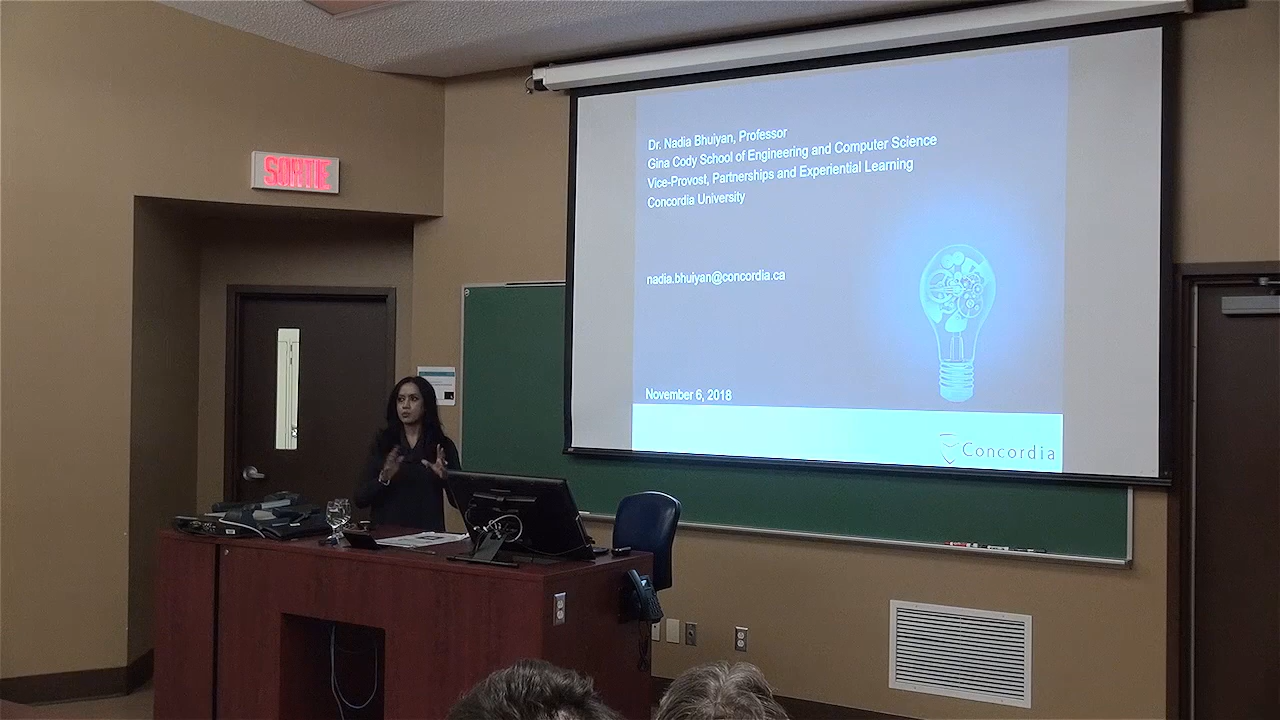 SORTIE
Dr. Nadia Bhuiyan, Professor
Gina Cody School of Engineering and Computer Science
Vice-Provost, Partnerships and Experiential Learning
Concordia University
nadia.bhuiyan@concordia.ca
November 6, 2018
Concordia